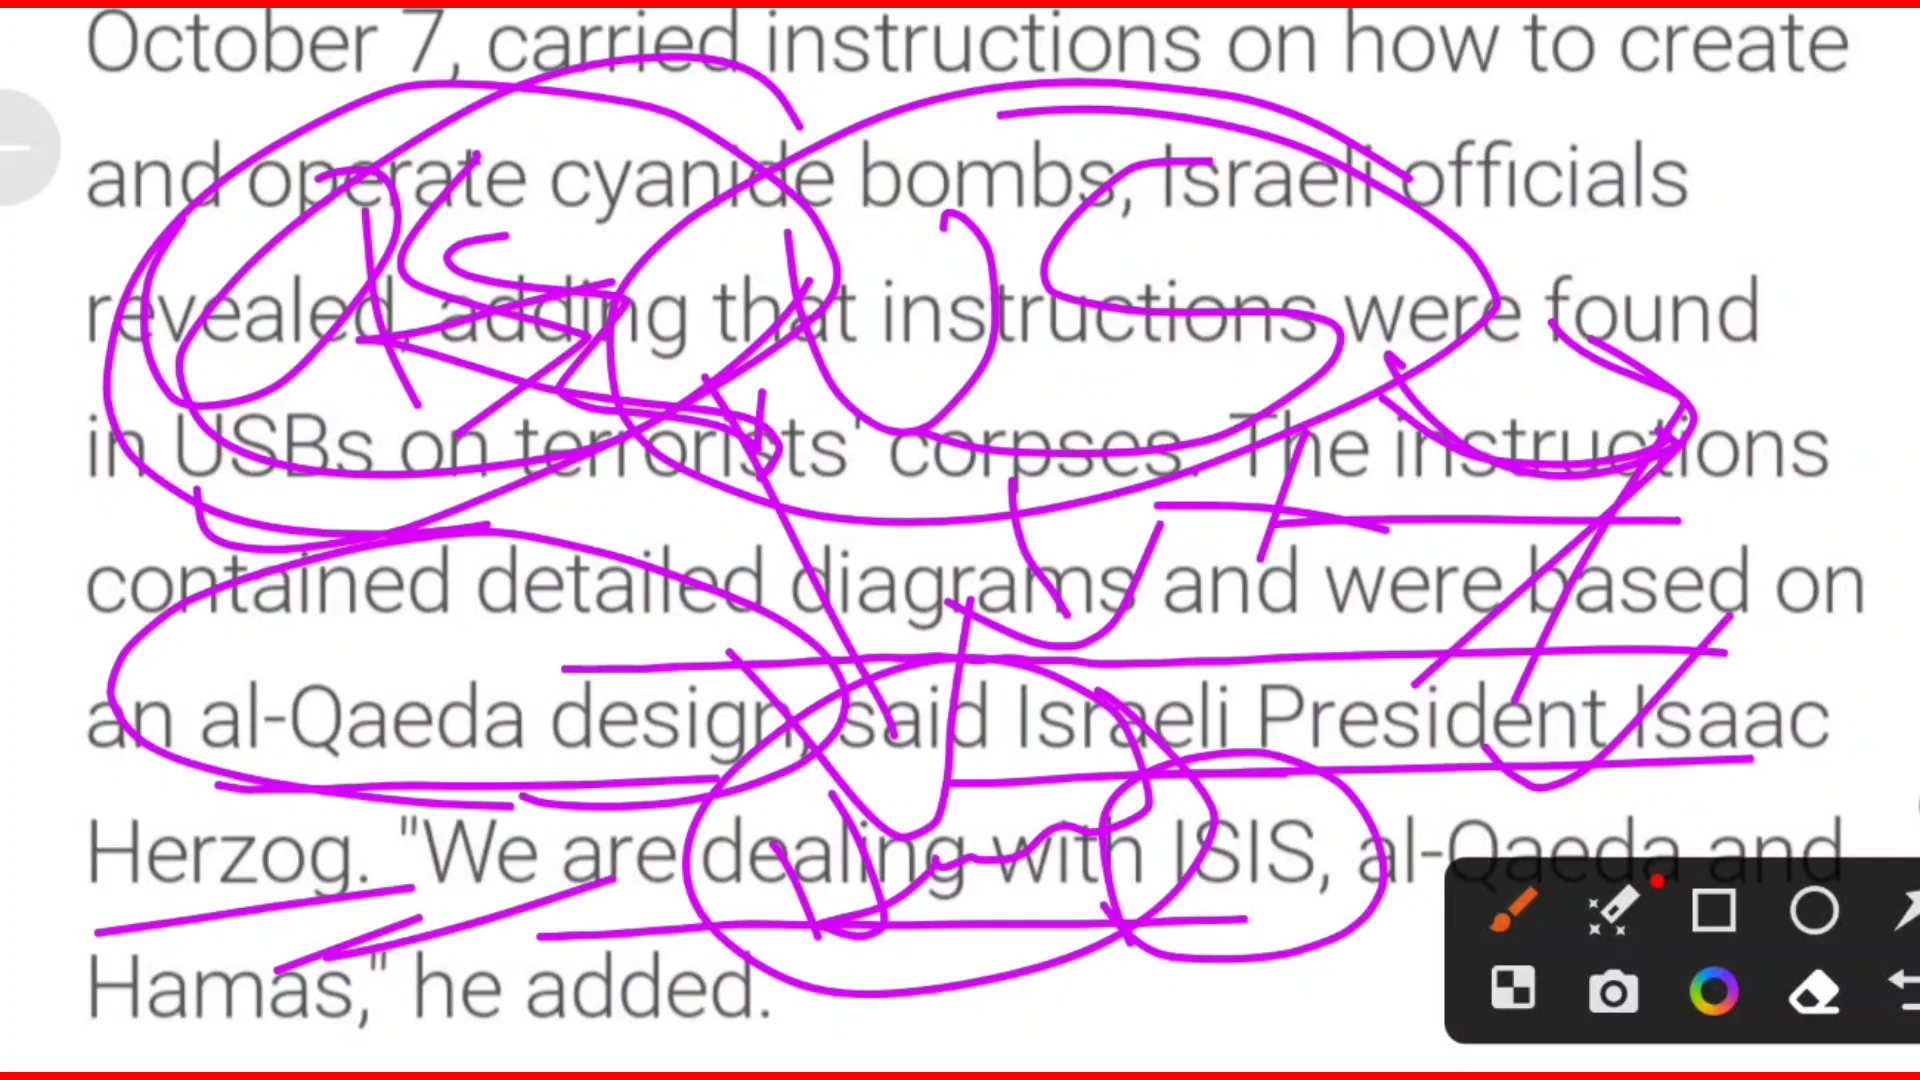 October 7, carried instructions on how to create
and operate cyanide bombs, Israeli officials
revealed, adding that instructions were found
in USBs on terrorists' corpses. The instructions
contained detailed diagrams and were based on
an al-Qaeda design, said Israeli President Isaac
Herzog. "We are dealing with ISIS, al-Qaeda and
Hamas," he added.